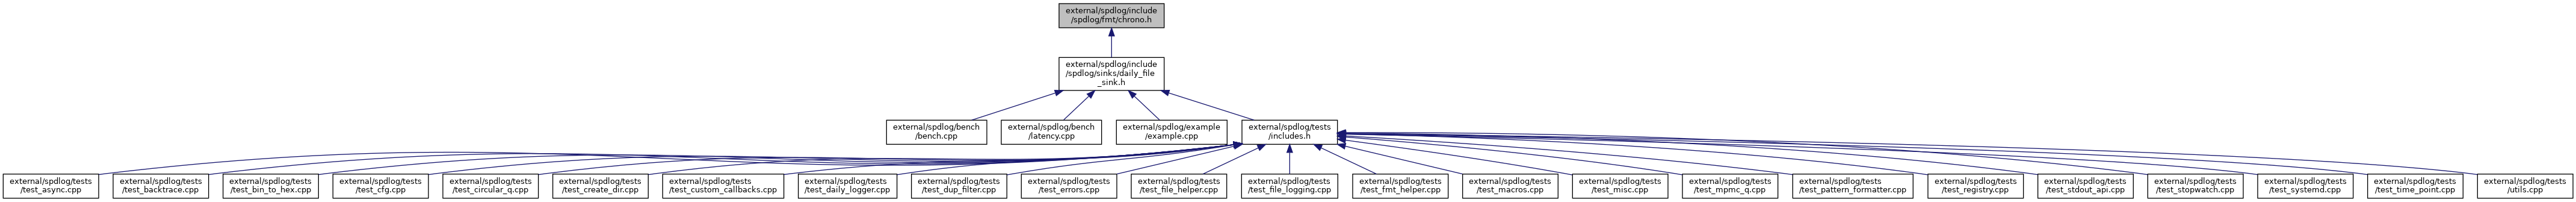 external/spdlog/include
/spdlog/fmt/chrono.h
external/spdlog/include
/spdlog/sinks/daily_file
_sink.h
external/spdlog/bench
/bench.cpp
external/spdlog/bench
/latency.cpp
external/spdlog/example
/example.cpp
external/spdlog/tests
/includes.h
external/spdlog/tests
/test_async.cpp
external/spdlog/tests
/test_backtrace.cpp
external/spdlog/tests
/test_bin_to_hex.cpp
external/spdlog/tests
/test_cfg.cpp
external/spdlog/tests
/test_circular_q.cpp
external/spdlog/tests
/test_create_dir.cpp
external/spdlog/tests
/test_custom_callbacks.cpp
external/spdlog/tests
/test_daily_logger.cpp
external/spdlog/tests
/test_dup_filter.cpp
external/spdlog/tests
/test_errors.cpp
external/spdlog/tests
/test_file_helper.cpp
external/spdlog/tests
/test_file_logging.cpp
external/spdlog/tests
/test_fmt_helper.cpp
external/spdlog/tests
/test_macros.cpp
external/spdlog/tests
/test_misc.cpp
external/spdlog/tests
/test_mpmc_q.cpp
external/spdlog/tests
/test_pattern_formatter.cpp
external/spdlog/tests
/test_registry.cpp
external/spdlog/tests
/test_stdout_api.cpp
external/spdlog/tests
/test_stopwatch.cpp
external/spdlog/tests
/test_systemd.cpp
external/spdlog/tests
/test_time_point.cpp
external/spdlog/tests
/utils.cpp